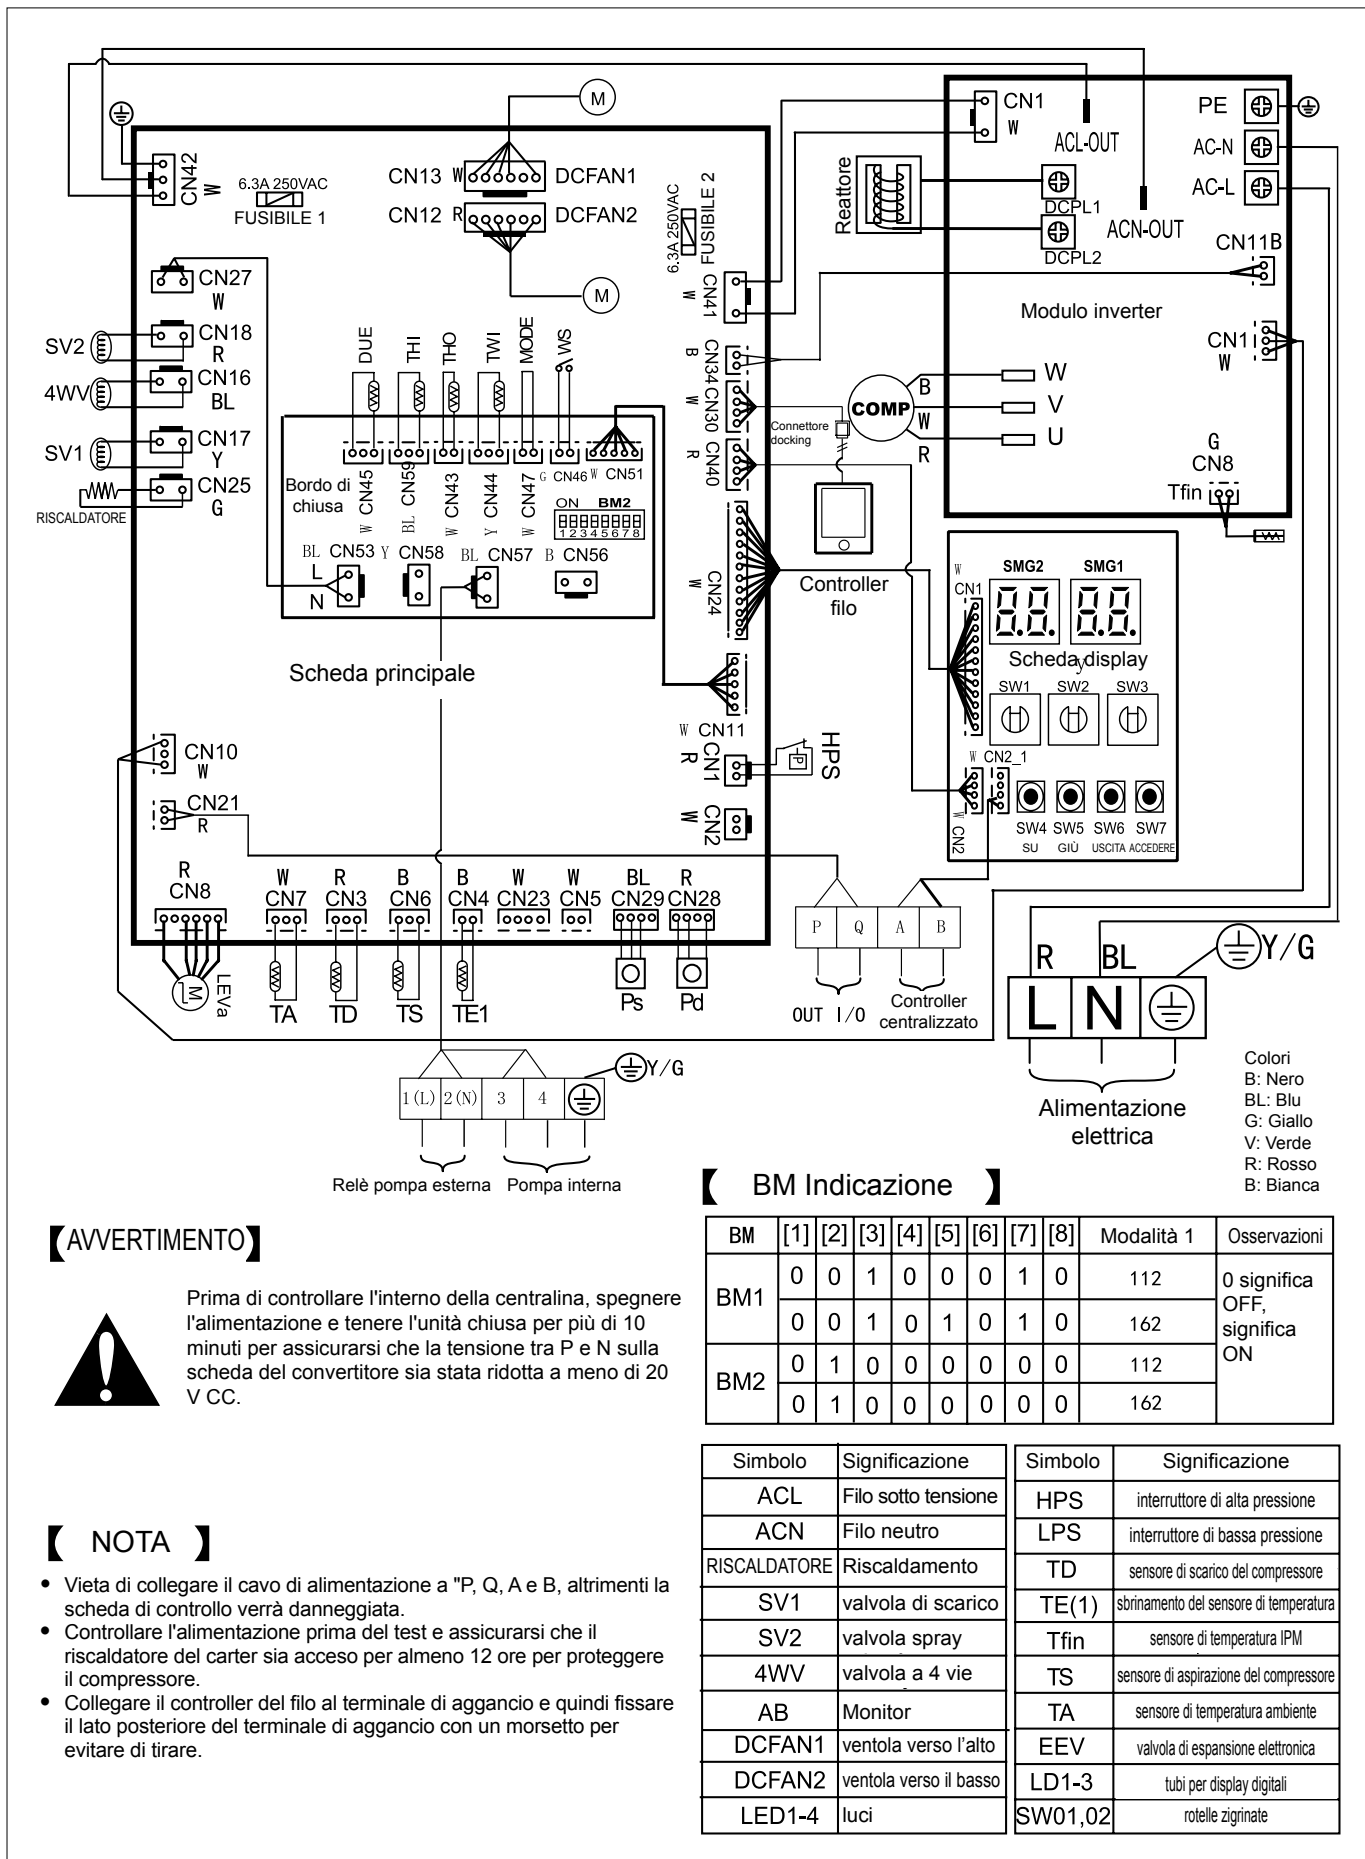 M
CN1
W
PE
ACL-OUT
AC-N
AC-L
CN42
W
6.3A 250VAC
FUSIBILE 1
CN13 W
DCFAN1
CN12 R
DCFAN2
6.3A 250VAC
FUSIBILE 2
Reattore
DCPL1
DCPL2
ACN-OUT
CN11B
CN27
W
M
CN41
W
Modulo inverter
CN18
R
SV2
CN16
BL
4WV
CN17
Y
SV1
CN25
G
RISCALDATORE
DUE
THI
THO
TWI
MODE
WS
CN34
B
CN30
W
CN40
R
COMP
B
W
R
W
V
U
CN1
W
Connettore
docking
G
CN8
Tfin
Bordo di
chiusa
W CN45
BL CN59
W CN43
Y CN44
W CN47
G CN46
W CN51
ON BM2
1 2 3 4 5 6 7 8
BL CN53
Y CN58
BL CN57
B CN56
L
N
CN24
W
Controller
filo
W
CN1
SMG2
SMG1
8.8.
8.8.
Scheda display
y
SW1
SW2
SW3
Scheda principale
W CN11
CN1
R
HPS
P
CN2
W
W CN2_1
W CN2
SW4
SW5
SW6
SW7
SU
GIÙ
USCITA
ACCEDERE
CN10
W
CN21
R
R
CN8
W
CN7
R
CN3
B
CN6
B
CN4
W
CN23
W
CN5
BL
CN29
R
CN28
P
Q
A
B
M
LEVa
TA
TD
TS
TE1
Ps
Pd
OUT I/O
Controller
centralizzato
R
BL
Y/G
L
N
Alimentazione
elettrica
Y/G
1(L)
2(N)
3
4
Relè pompa esterna
Pompa interna
Colori
B: Nero
BL: Blu
G: Giallo
V: Verde
R: Rosso
B: Bianca
【AVVERTIMENTO】
Prima di controllare l'interno della centralina, spegnere
l'alimentazione e tenere l'unità chiusa per più di 10
minuti per assicurarsi che la tensione tra P e N sulla
scheda del convertitore sia stata ridotta a meno di 20
V CC.
【 NOTA 】
• Vieta di collegare il cavo di alimentazione a "P, Q, A e B, altrimenti la
scheda di controllo verrà danneggiata.
• Controllare l'alimentazione prima del test e assicurarsi che il
riscaldatore del carter sia acceso per almeno 12 ore per proteggere
il compressore.
• Collegare il controller del filo al terminale di aggancio e quindi fissare
il lato posteriore del terminale di aggancio con un morsetto per
evitare di tirare.
【 BM Indicazione 】
BM [1] [2] [3] [4] [5] [6] [7] [8] Modalità 1 Osservazioni
BM1 0 0 1 0 0 0 1 0 112
0 0 1 0 1 0 1 0 162
BM2 0 1 0 0 0 0 0 0 112
0 1 0 0 0 0 0 0 162
0 significa
OFF,
significa
ON
Simbolo Significazione
ACL Filo sotto tensione
ACN Filo neutro
RISCALDATORE Riscaldamento
SV1 valvola di scarico
SV2 valvola spray
4WV valvola a 4 vie
AB Monitor
DCFAN1 ventola verso l'alto
DCFAN2 ventola verso il basso
LED1-4 luci
Simbolo Significazione
HPS interruttore di alta pressione
LPS interruttore di bassa pressione
TD sensore di scarico del compressore
TE(1) sbrinamento del sensore di temperatura
Tfin sensore di temperatura IPM
TS sensore di aspirazione del compressore
TA sensore di temperatura ambiente
EEV valvola di espansione elettronica
LD1-3 tubi per display digitali
SW01,02 rotelle zigrinate